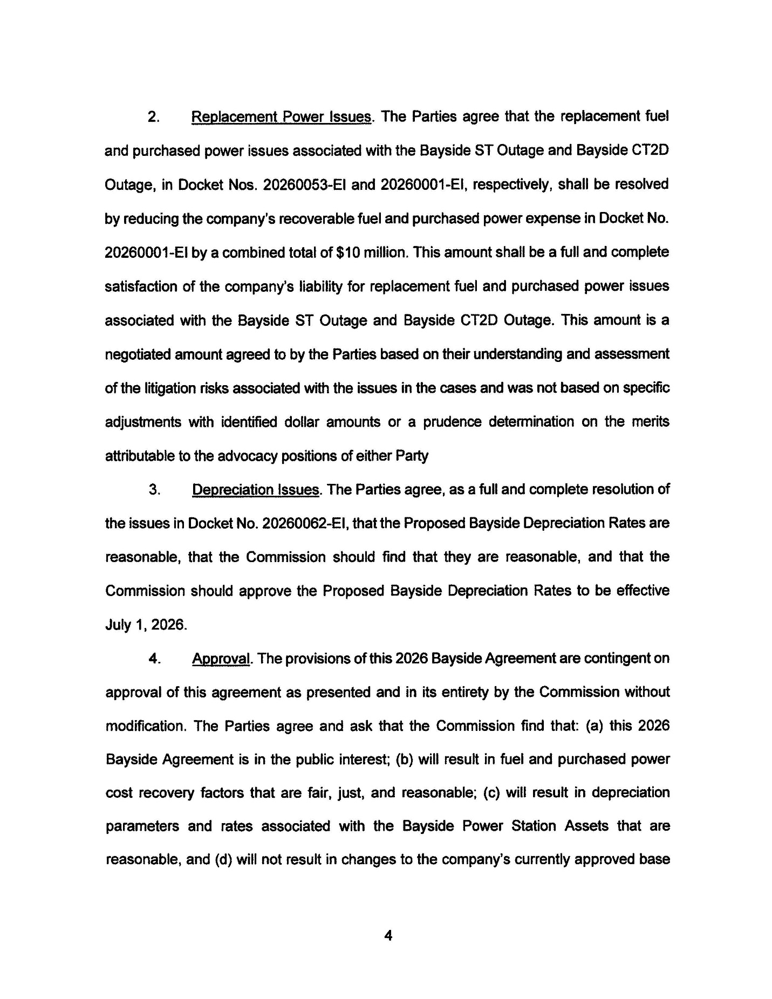 2. Replacement Power Issues. The Parties agree that the replacement fuel
and purchased power issues associated with the Bayside ST Outage and Bayside CT2D
Outage, in Docket Nos. 20260053-EI and 20260001-EI, respectively, shall be resolved
by reducing the company's recoverable fuel and purchased power expense in Docket No.
20260001-EI by a combined total of $10 million. This amount shall be a full and complete
satisfaction of the company's liability for replacement fuel and purchased power issues
associated with the Bayside ST Outage and Bayside CT2D Outage. This amount is a
negotiated amount agreed to by the Parties based on their understanding and assessment
of the litigation risks associated with the issues in the cases and was not based on specific
adjustments with identified dollar amounts or a prudence determination on the merits
attributable to the advocacy positions of either Party
3. Depreciation Issues. The Parties agree, as a full and complete resolution of
the issues in Docket No. 20260062-EI, that the Proposed Bayside Depreciation Rates are
reasonable, that the Commission should find that they are reasonable, and that the
Commission should approve the Proposed Bayside Depreciation Rates to be effective
July 1, 2026.
4. Approval. The provisions of this 2026 Bayside Agreement are contingent on
approval of this agreement as presented and in its entirety by the Commission without
modification. The Parties agree and ask that the Commission find that: (a) this 2026
Bayside Agreement is in the public interest; (b) will result in fuel and purchased power
cost recovery factors that are fair, just, and reasonable; (c) will result in depreciation
parameters and rates associated with the Bayside Power Station Assets that are
reasonable, and (d) will not result in changes to the company's currently approved base
4